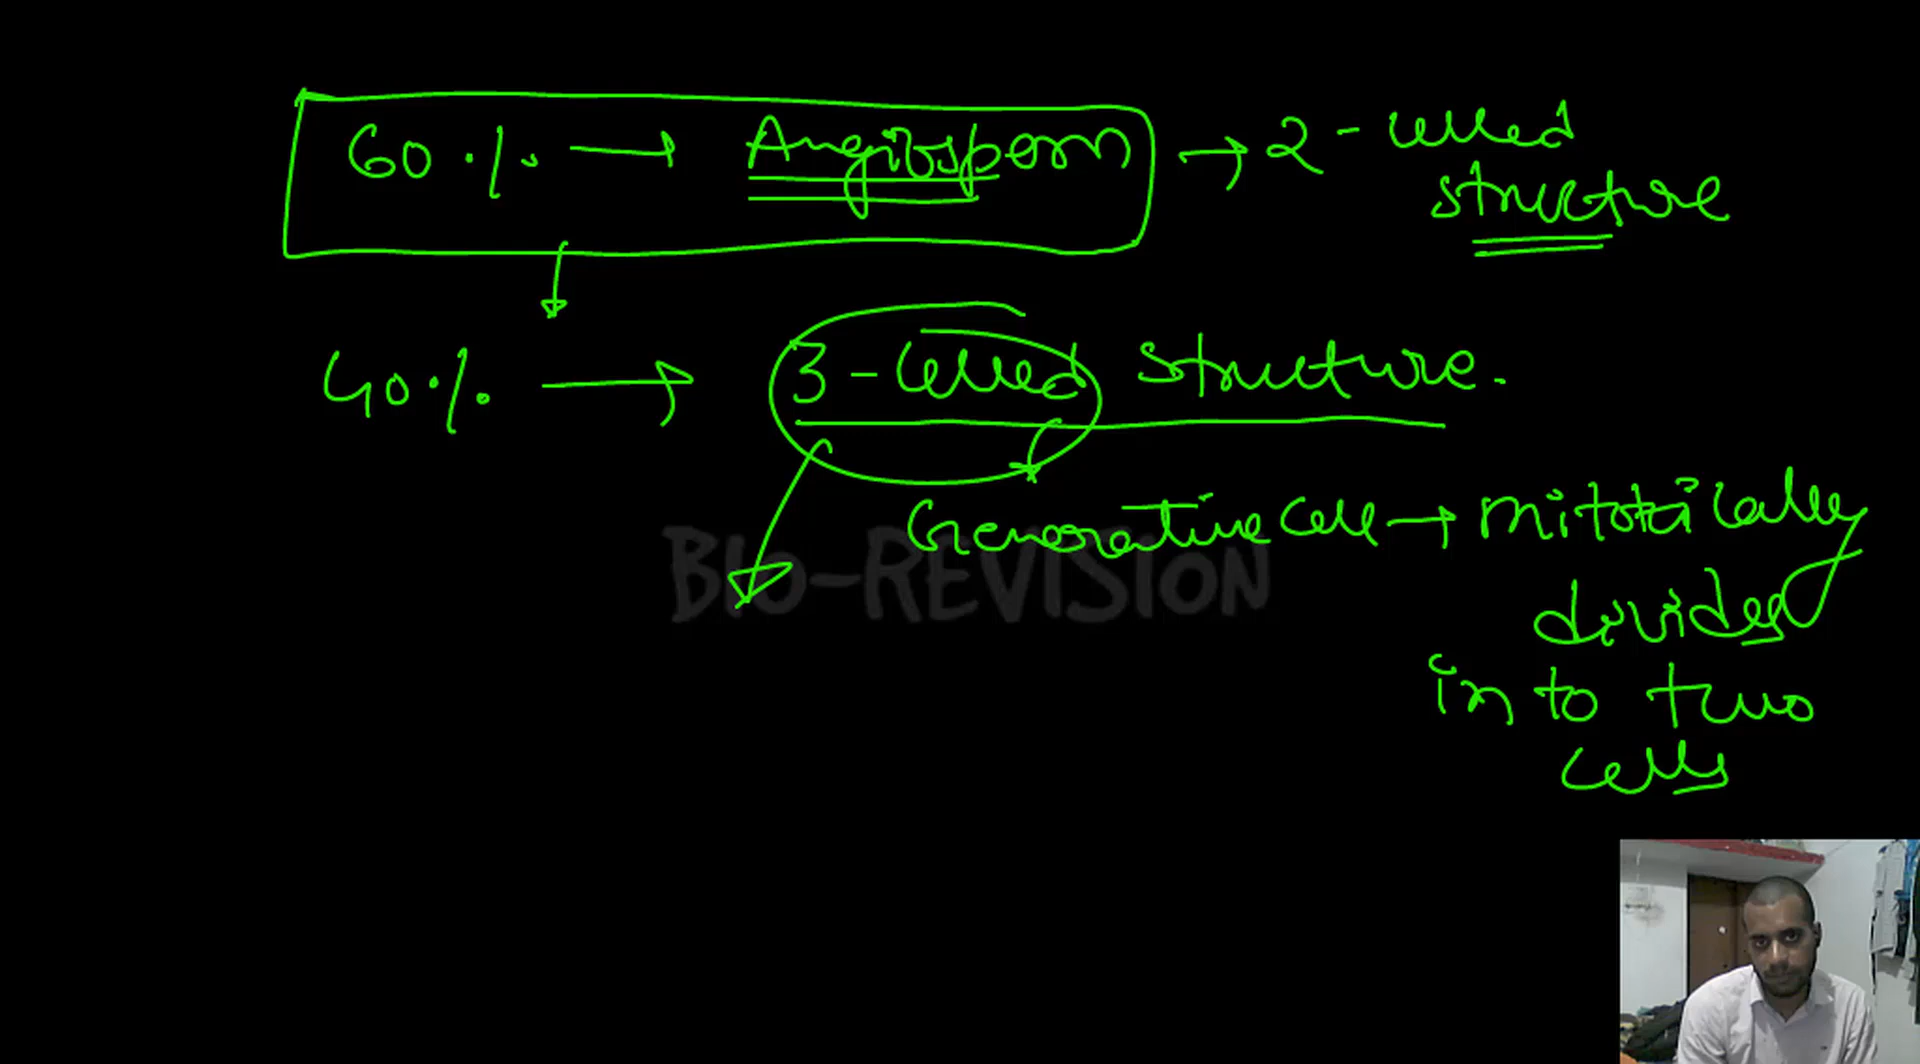 60 % → Angiosperm → 2-celled
structure
40 % → 3-celled structure.
Generative cell → mitotically
divides
into two
cells
BIO-REVISION